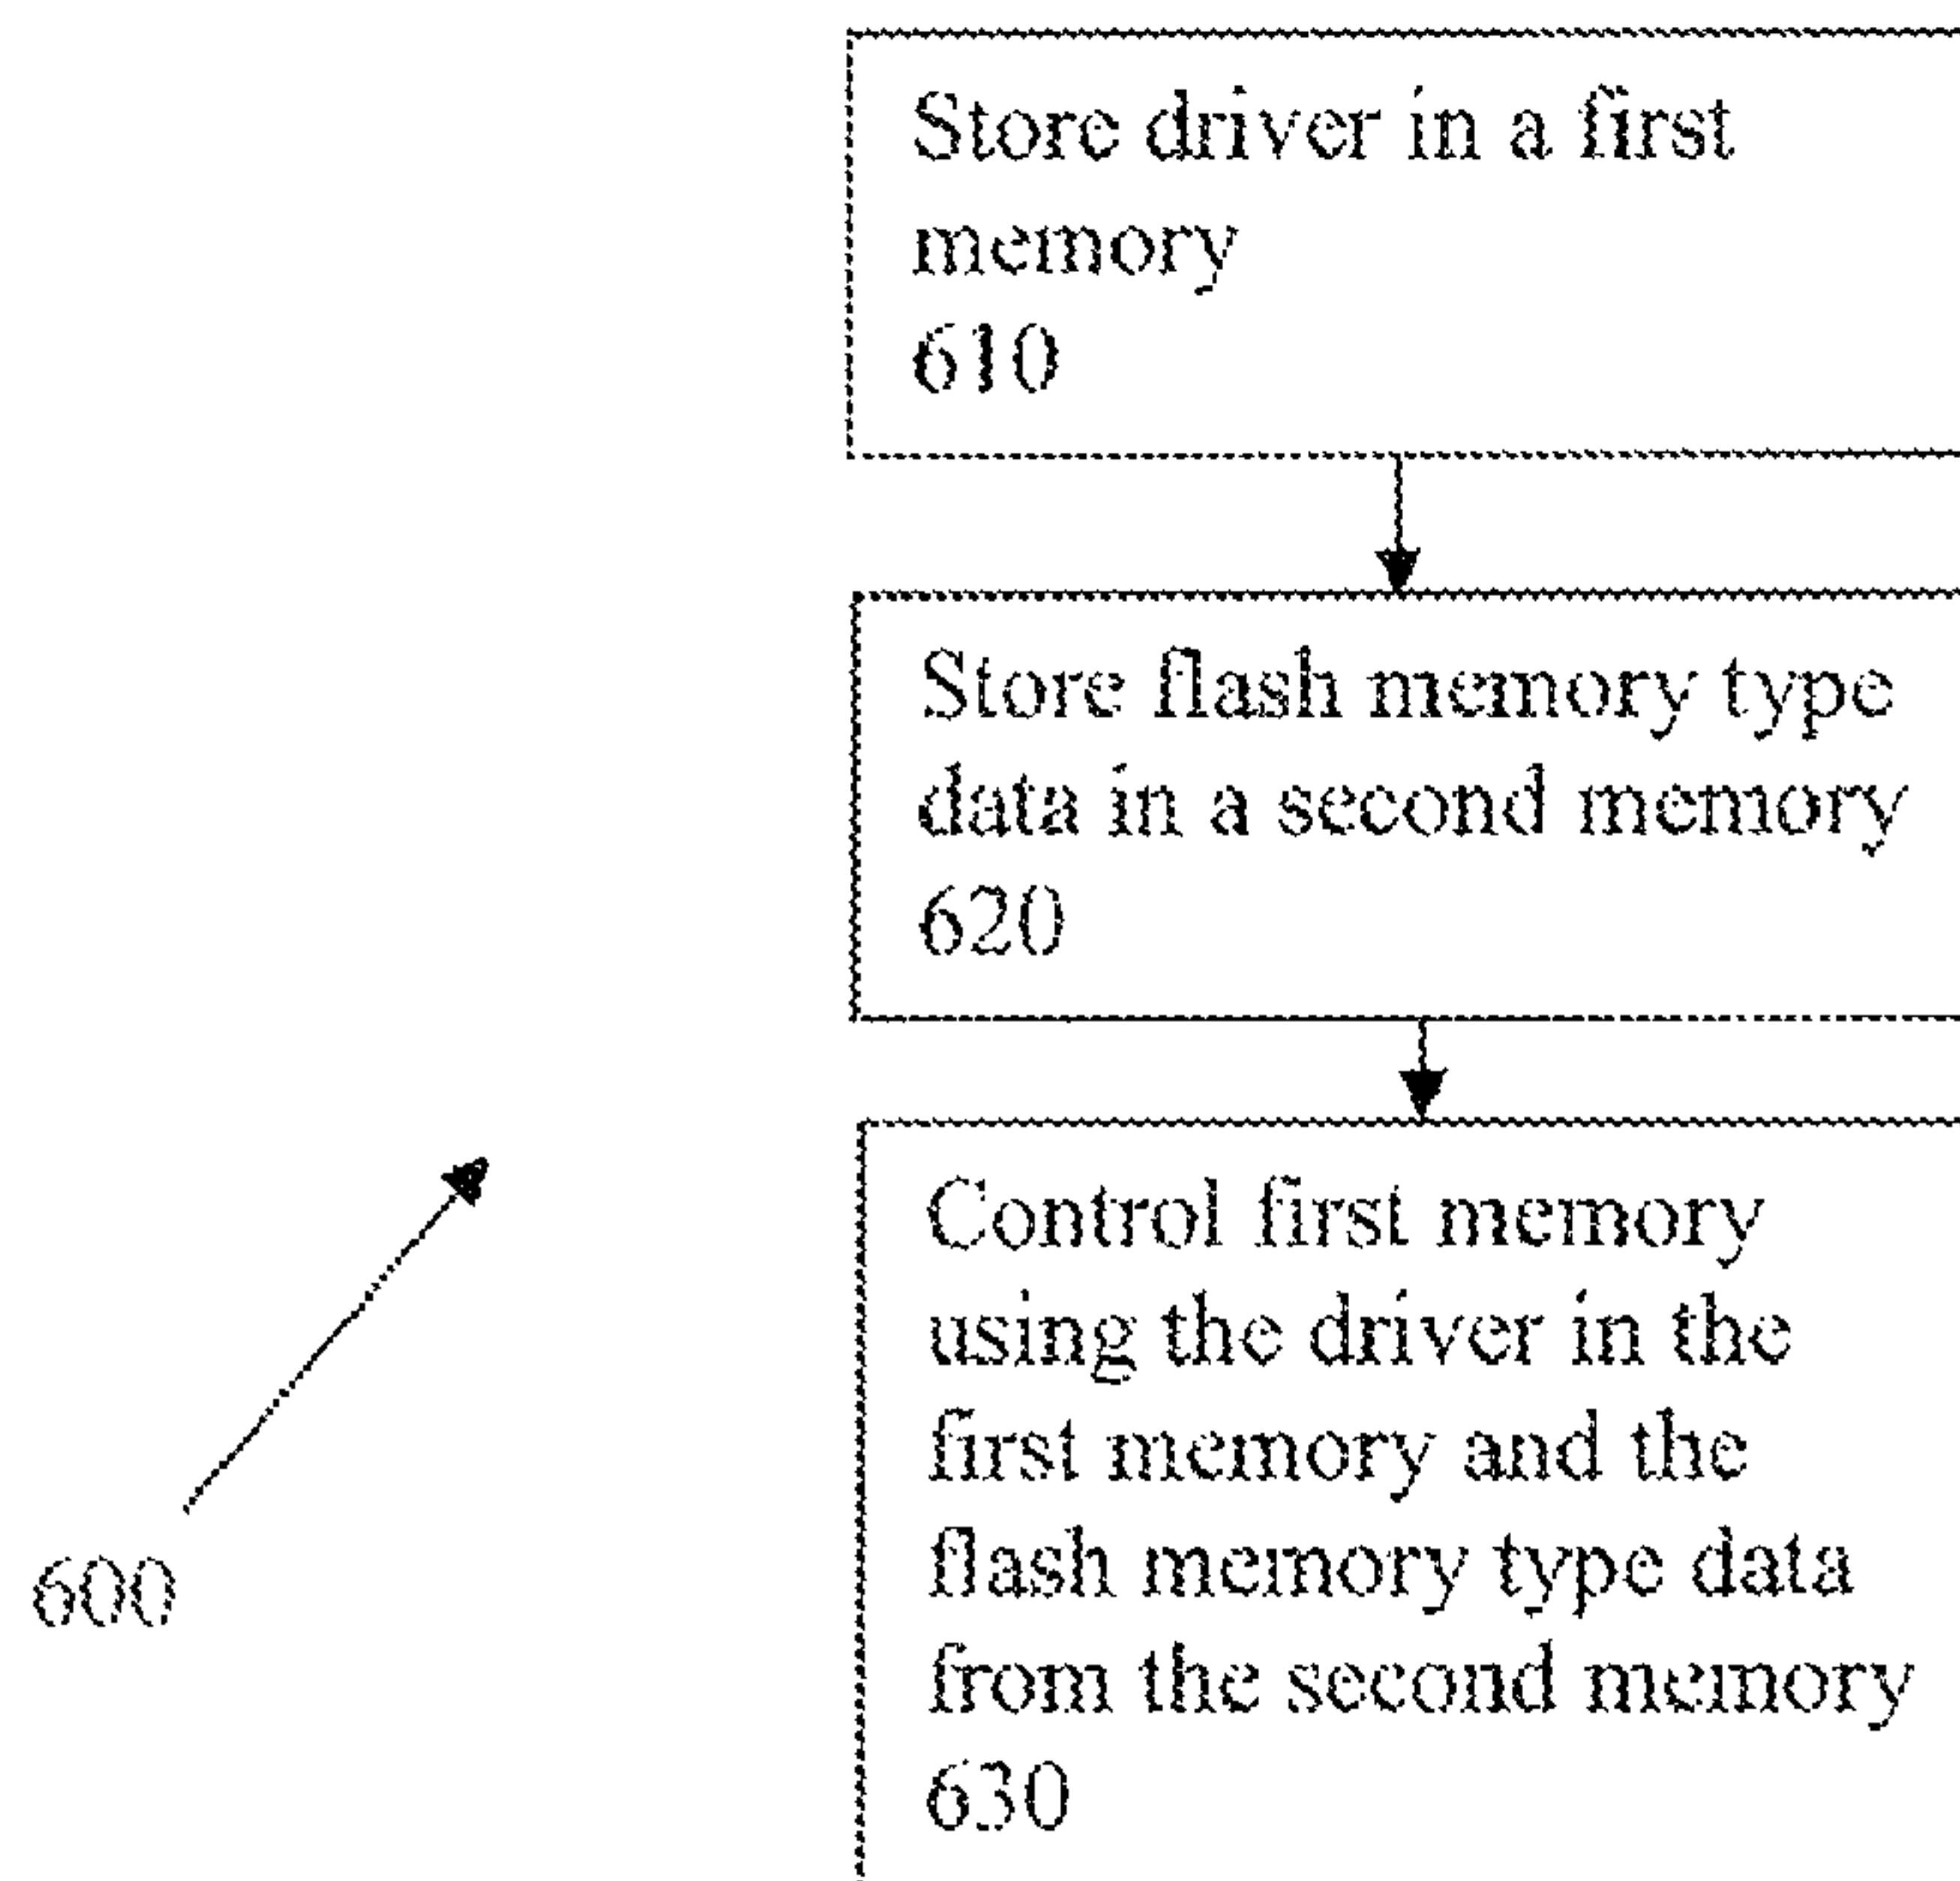 Store driver in a first
memory
610
Store flash memory type
data in a second memory
620
Control first memory
using the driver in the
first memory and the
flash memory type data
from the second memory
630
600